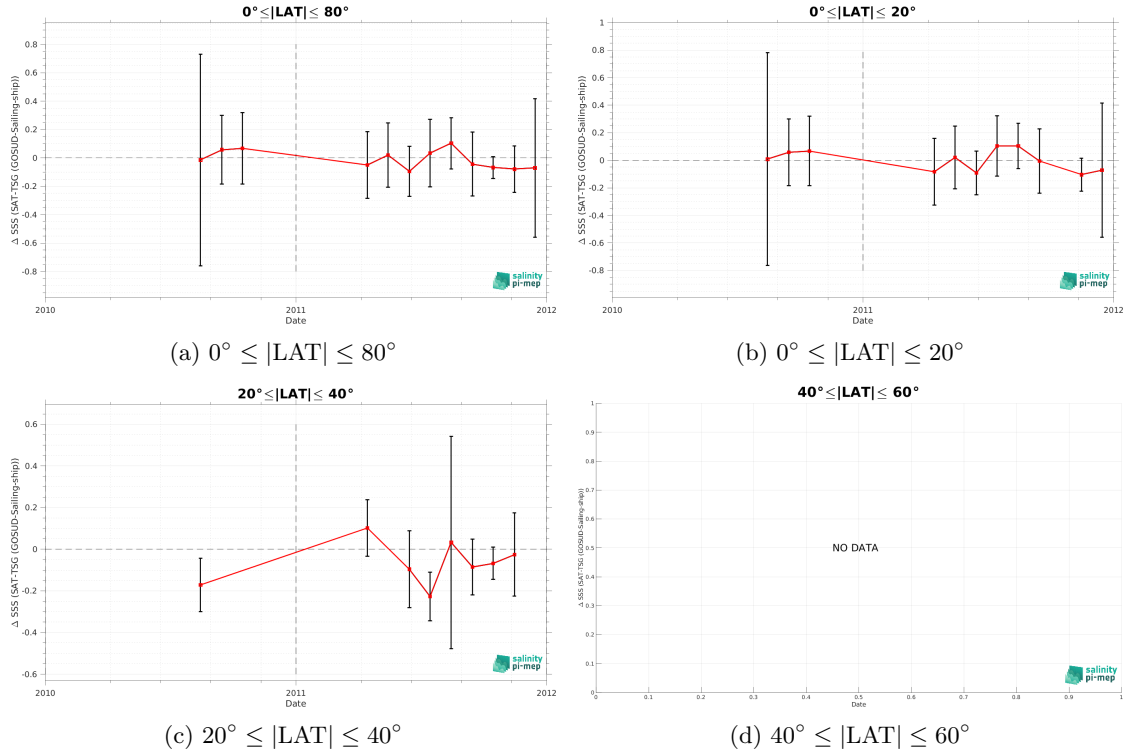 0°≤|LAT|≤ 80°
Δ SSS (SAT-TSG (GOSUD-Sailing-ship))
0.8
0.6
0.4
0.2
0
-0.2
-0.4
-0.6
-0.8
2010
2011
2012
Date
salinity
pi-mep
(a) 0° ≤ |LAT| ≤ 80°
0°≤|LAT|≤ 20°
Δ SSS (SAT-TSG (GOSUD-Sailing-ship))
1
0.8
0.6
0.4
0.2
0
-0.2
-0.4
-0.6
-0.8
2010
2011
2012
Date
salinity
pi-mep
(b) 0° ≤ |LAT| ≤ 20°
20°≤|LAT|≤ 40°
Δ SSS (SAT-TSG (GOSUD-Sailing-ship))
0.6
0.4
0.2
0
-0.2
-0.4
-0.6
2010
2011
2012
Date
salinity
pi-mep
(c) 20° ≤ |LAT| ≤ 40°
40°≤|LAT|≤ 60°
Δ SSS (SAT-TSG (GOSUD-Sailing-ship))
1
0.9
0.8
0.7
0.6
0.5
0.4
0.3
0.2
0.1
0
NO DATA
0 0.1 0.2 0.3 0.4 0.5 0.6 0.7 0.8 0.9 1
Date
salinity
pi-mep
(d) 40° ≤ |LAT| ≤ 60°